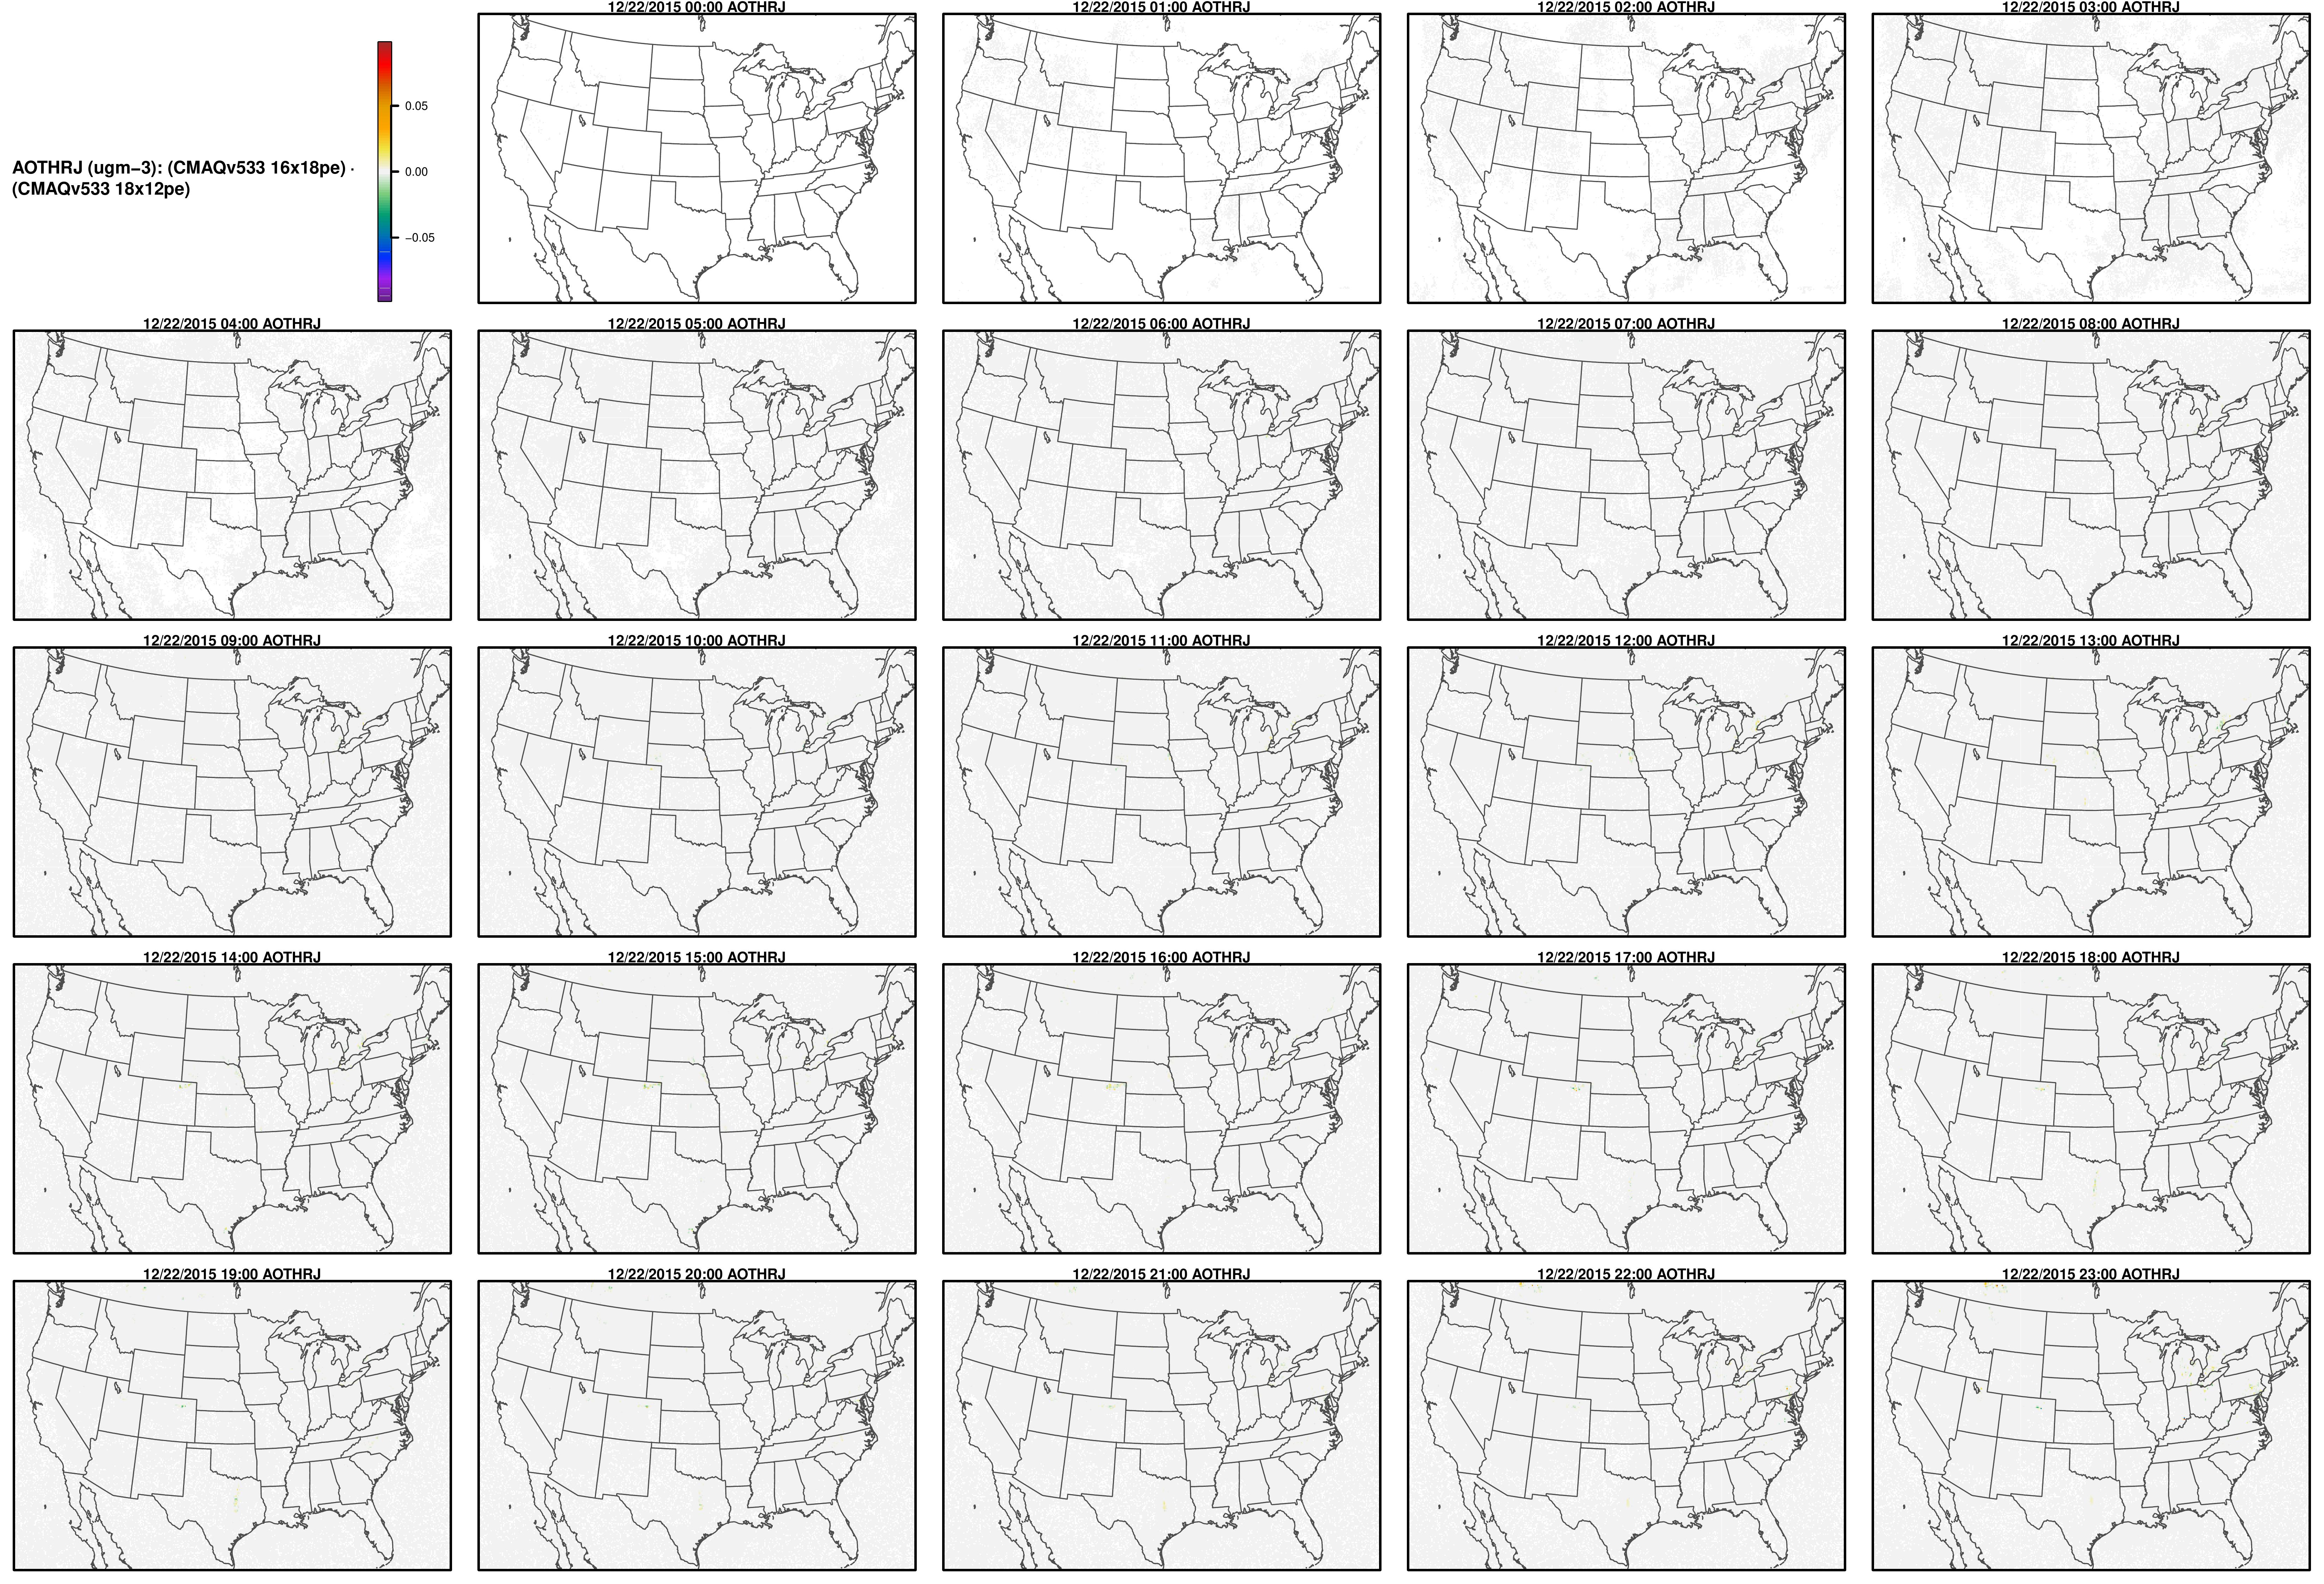 12/22/2015 00:00 AOTHRJ
12/22/2015 01:00 AOTHRJ
12/22/2015 02:00 AOTHRJ
12/22/2015 03:00 AOTHRJ
0.05
0.00
−0.05
AOTHRJ (ugm−3): (CMAQv533 16x18pe) -
(CMAQv533 18x12pe)
12/22/2015 04:00 AOTHRJ
12/22/2015 05:00 AOTHRJ
12/22/2015 06:00 AOTHRJ
12/22/2015 07:00 AOTHRJ
12/22/2015 08:00 AOTHRJ
12/22/2015 09:00 AOTHRJ
12/22/2015 10:00 AOTHRJ
12/22/2015 11:00 AOTHRJ
12/22/2015 12:00 AOTHRJ
12/22/2015 13:00 AOTHRJ
12/22/2015 14:00 AOTHRJ
12/22/2015 15:00 AOTHRJ
12/22/2015 16:00 AOTHRJ
12/22/2015 17:00 AOTHRJ
12/22/2015 18:00 AOTHRJ
12/22/2015 19:00 AOTHRJ
12/22/2015 20:00 AOTHRJ
12/22/2015 21:00 AOTHRJ
12/22/2015 22:00 AOTHRJ
12/22/2015 23:00 AOTHRJ